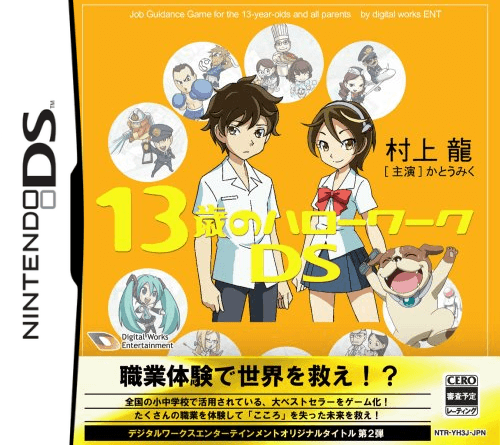 Job Guidance Game for the 13-year-olds and all parents by digital works ENT
NINTENDO DS™
村上 龍
[主演]かとうみく
13歳のハローワーク
DS
Digital Works
Entertainment
職業体験で世界を救え!?
全国の小中学校で活用されている、大ベストセラーをゲーム化!
たくさんの職業を体験して「こころ」を失った未来を救え!
デジタルワークスエンターテインメントオリジナルタイトル 第2弾
CERO
審査予定
レーティング
NTR-YH3J-JPN